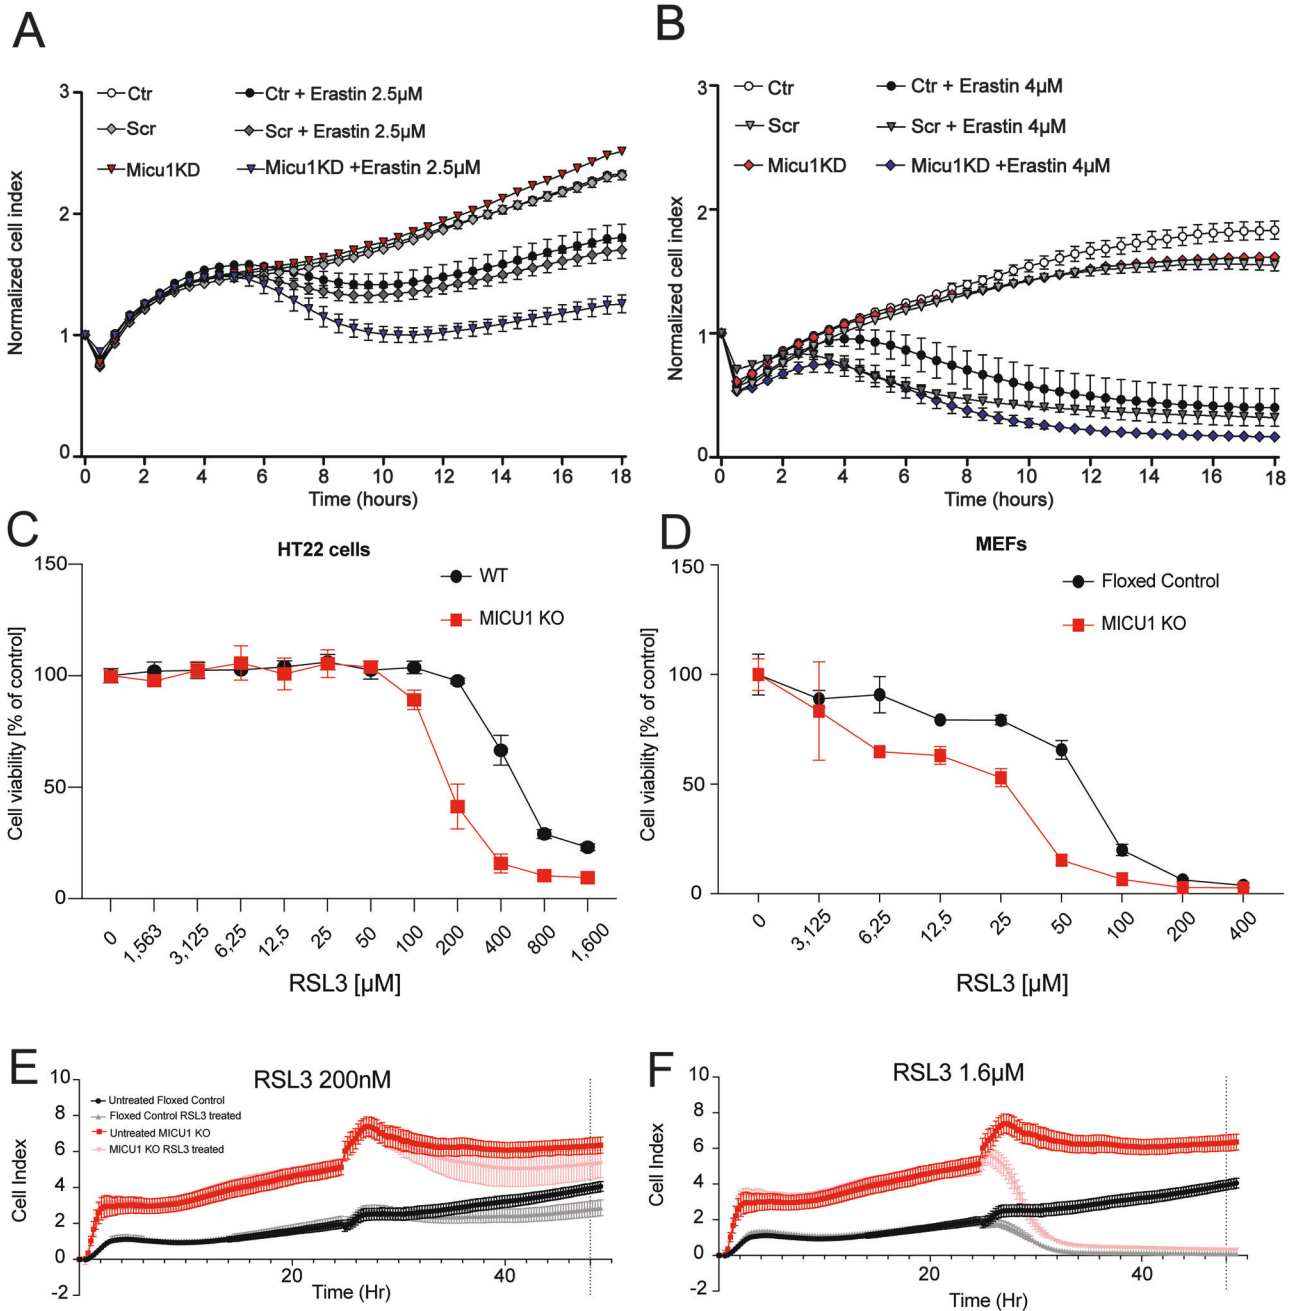 A
3
2
1
0
Normalized cell index
Ctr
Scr
Micu1KD
Ctr + Erastin 2.5µM
Scr + Erastin 2.5µM
Micu1KD +Erastin 2.5µM
0 2 4 6 8 10 12 14 16 18
Time (hours)
B
3
2
1
0
Normalized cell index
Ctr
Scr
Micu1KD
Ctr + Erastin 4µM
Scr + Erastin 4µM
Micu1KD +Erastin 4µM
0 2 4 6 8 10 12 14 16 18
Time (hours)
C
HT22 cells
150
100
50
0
Cell viability [% of control]
WT
MICU1 KO
0 1,563 3,125 6,25 12,5 25 50 100 200 400 800 1,600
RSL3 [µM]
D
MEFs
150
100
50
0
Cell viability [% of control]
Floxed Control
MICU1 KO
0 3,125 6,25 12,5 25 50 100 200 400
RSL3 [µM]
E
RSL3 200nM
10
8
6
4
2
0
-2
Cell Index
Untreated Floxed Control
Floxed Control RSL3 treated
Untreated MICU1 KO
MICU1 KO RSL3 treated
20 40
Time (Hr)
F
RSL3 1.6µM
10
8
6
4
2
0
-2
Cell Index
20 40
Time (Hr)